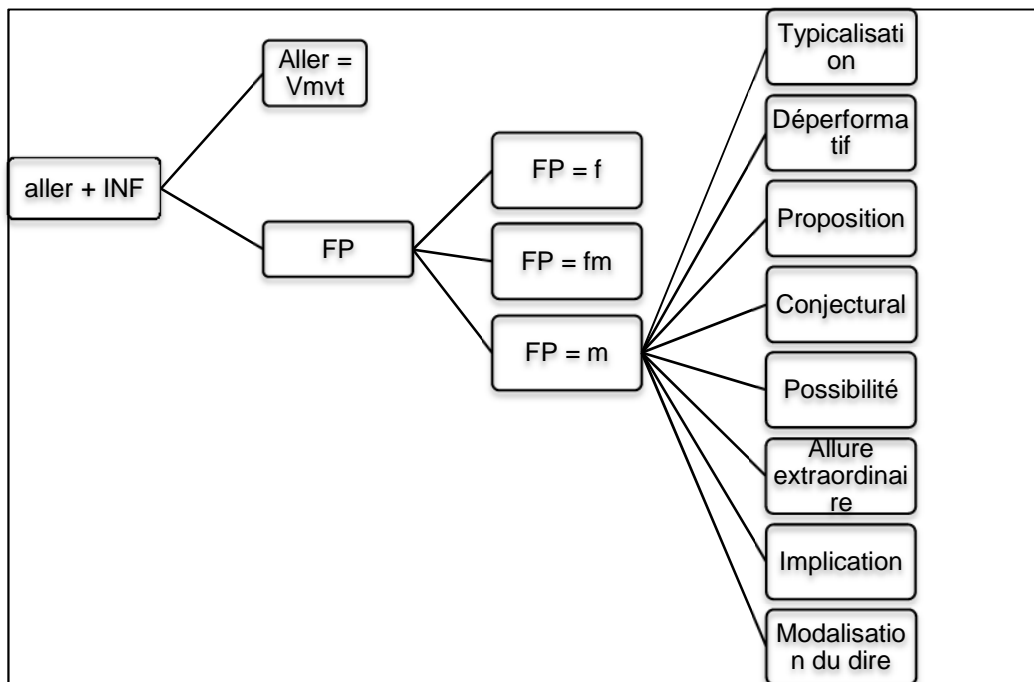 aller + INF
Aller =
Vmvt
FP
FP = f
FP = fm
FP = m
Typicalisati
on
Déperforma
tif
Proposition
Conjectural
Possibilité
Allure
extraordinai
re
Implication
Modalisatio
n du dire